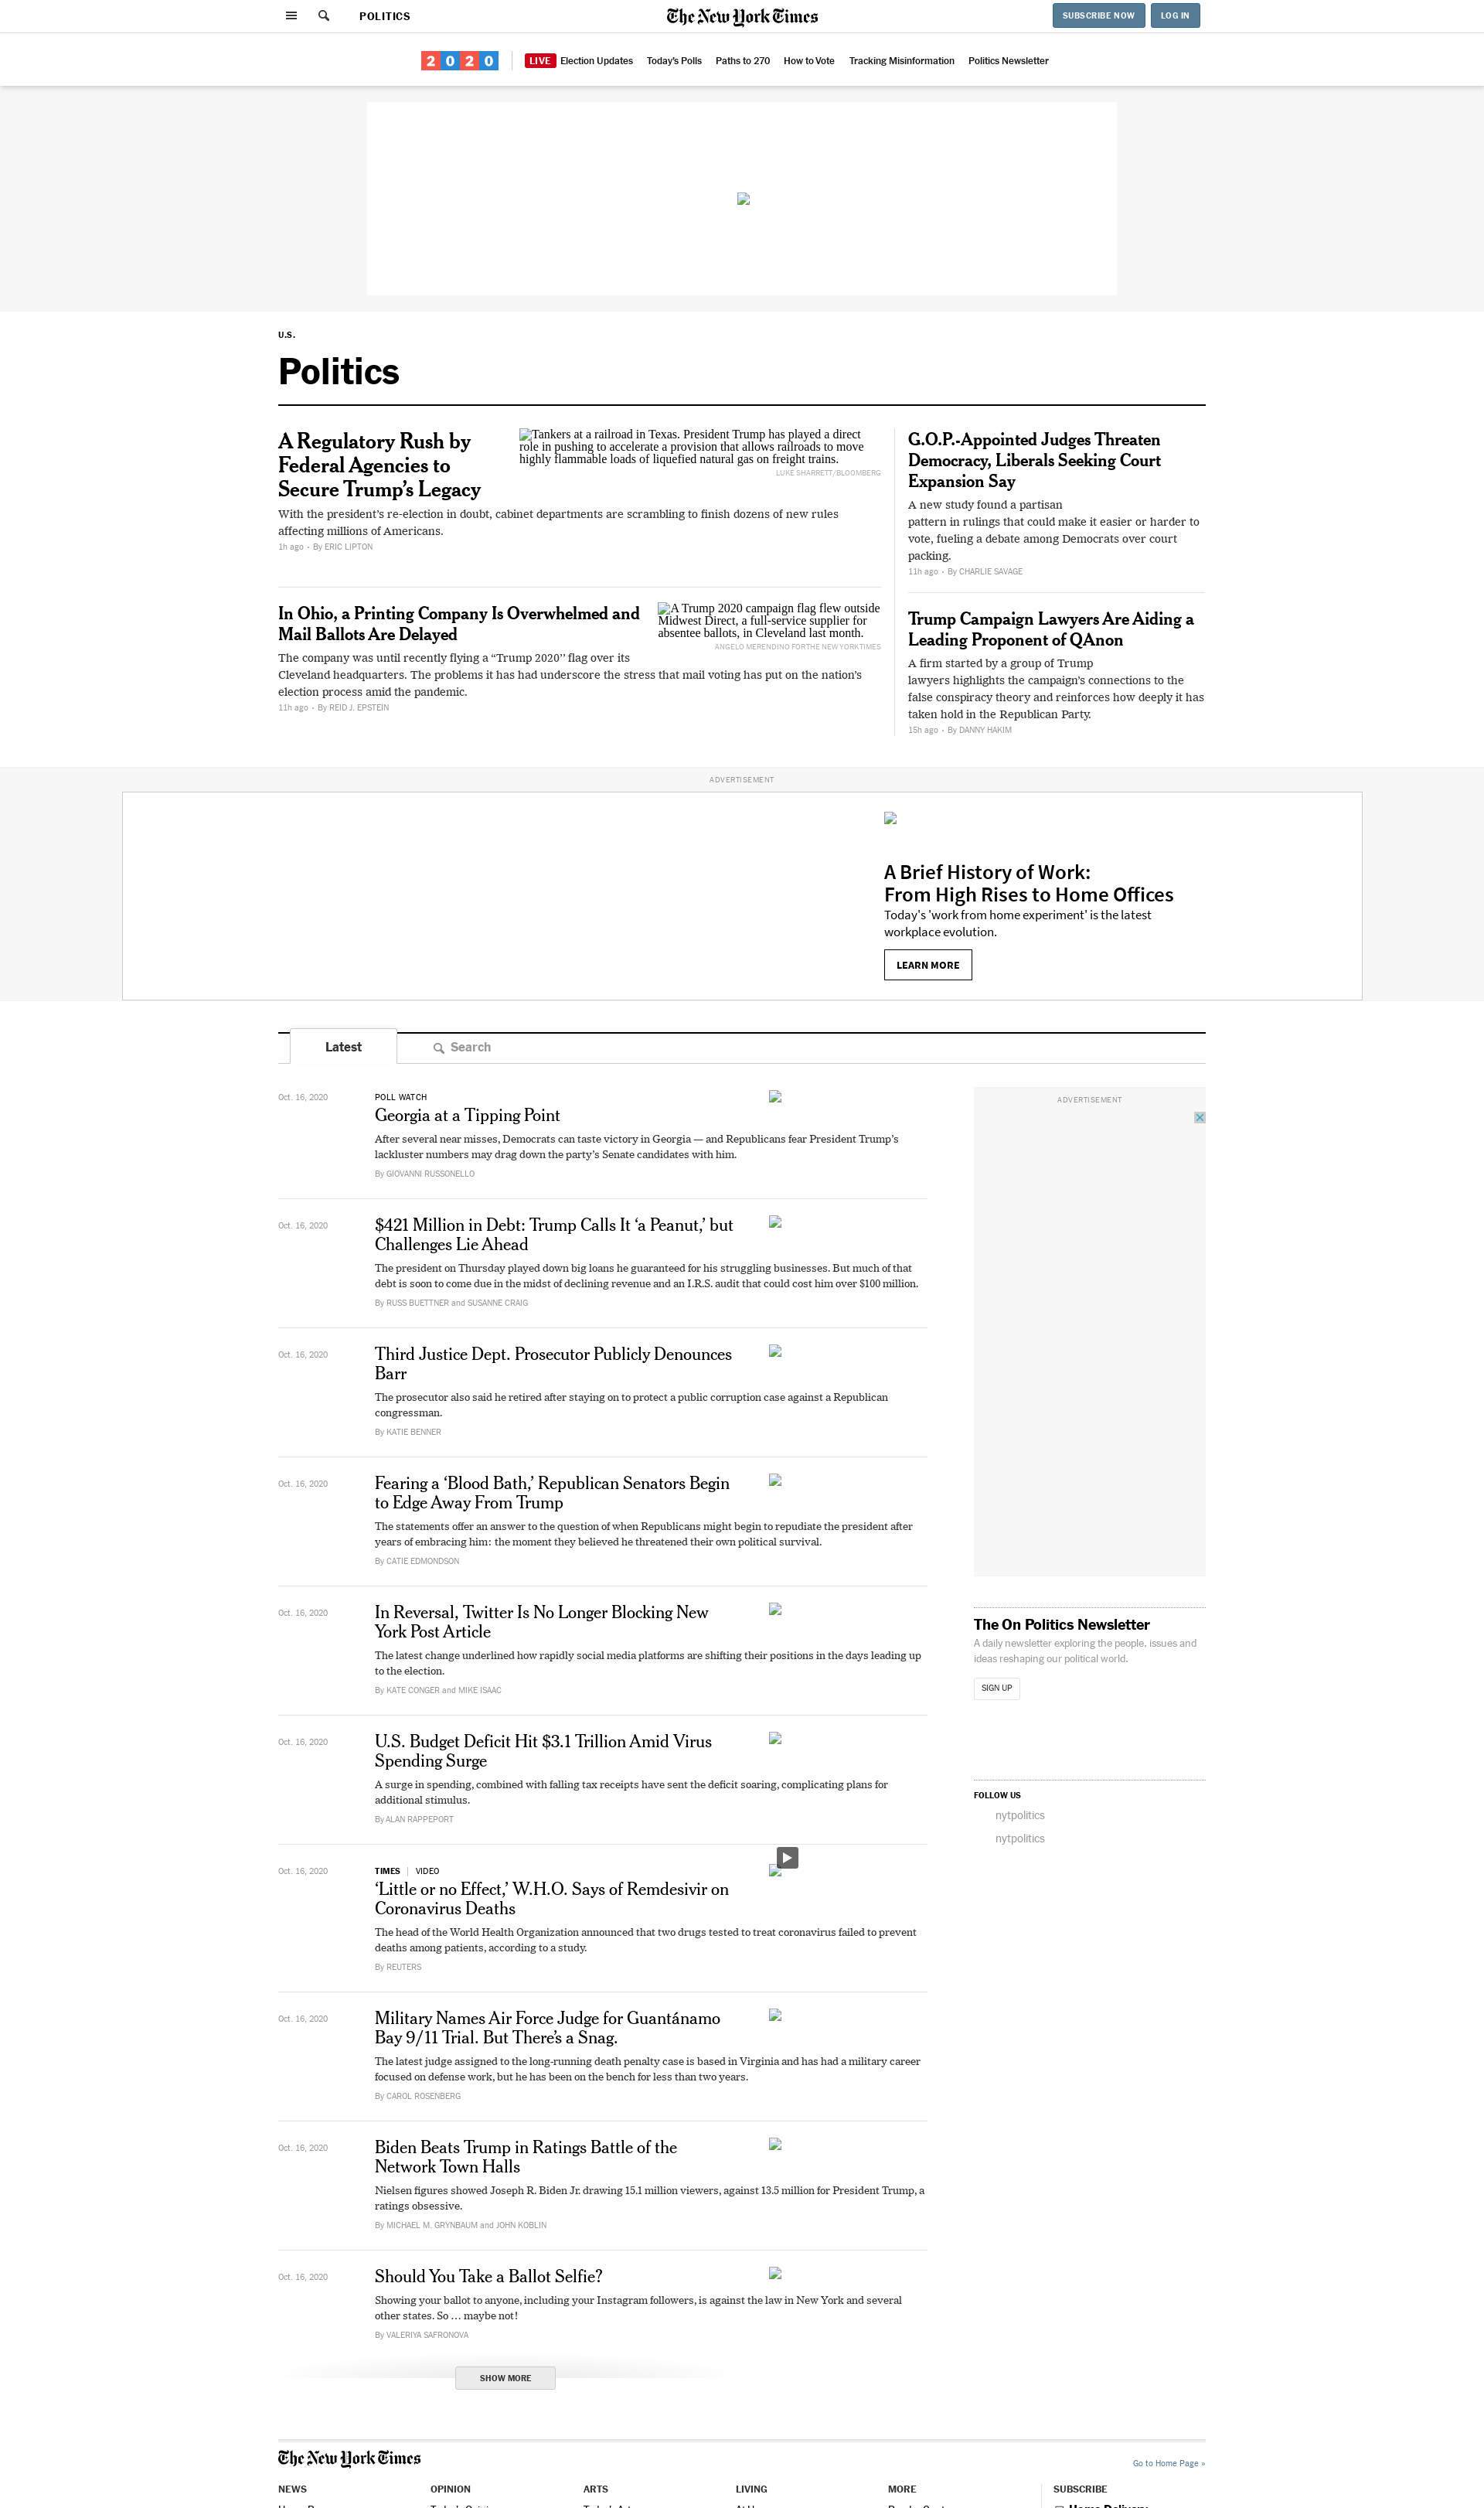 POLITICS
The New York Times
SUBSCRIBE NOW
LOG IN
2020
LIVE Election Updates
Today's Polls
Paths to 270
How to Vote
Tracking Misinformation
Politics Newsletter
U.S.
Politics
A Regulatory Rush by
Federal Agencies to
Secure Trump's Legacy
Tankers at a railroad in Texas. President Trump has played a direct
role in pushing to accelerate a provision that allows railroads to move
highly flammable loads of liquefied natural gas on freight trains.
LUKE SHARRETT/BLOOMBERG
With the president's re-election in doubt, cabinet departments are scrambling to finish dozens of new rules
affecting millions of Americans.
1h ago • By ERIC LIPTON
In Ohio, a Printing Company Is Overwhelmed and
Mail Ballots Are Delayed
A Trump 2020 campaign flag flew outside
Midwest Direct, a full-service supplier for
absentee ballots, in Cleveland last month.
ANGELO MERENDINO FOR THE NEW YORK TIMES
The company was until recently flying a “Trump 2020” flag over its
Cleveland headquarters. The problems it has had underscore the stress that mail voting has put on the nation's
election process amid the pandemic.
11h ago • By REID J. EPSTEIN
G.O.P.-Appointed Judges Threaten
Democracy, Liberals Seeking Court
Expansion Say
A new study found a partisan
pattern in rulings that could make it easier or harder to
vote, fueling a debate among Democrats over court
packing.
11h ago • By CHARLIE SAVAGE
Trump Campaign Lawyers Are Aiding a
Leading Proponent of QAnon
A firm started by a group of Trump
lawyers highlights the campaign's connections to the
false conspiracy theory and reinforces how deeply it has
taken hold in the Republican Party.
15h ago • By DANNY HAKIM
ADVERTISEMENT
A Brief History of Work:
From High Rises to Home Offices
Today's 'work from home experiment' is the latest
workplace evolution.
LEARN MORE
Latest
Search
Oct. 16, 2020
POLL WATCH
Georgia at a Tipping Point
After several near misses, Democrats can taste victory in Georgia — and Republicans fear President Trump's
lackluster numbers may drag down the party's Senate candidates with him.
By GIOVANNI RUSSONELLO
Oct. 16, 2020
$421 Million in Debt: Trump Calls It ‘a Peanut,’ but
Challenges Lie Ahead
The president on Thursday played down big loans he guaranteed for his struggling businesses. But much of that
debt is soon to come due in the midst of declining revenue and an I.R.S. audit that could cost him over $100 million.
By RUSS BUETTNER and SUSANNE CRAIG
Oct. 16, 2020
Third Justice Dept. Prosecutor Publicly Denounces
Barr
The prosecutor also said he retired after staying on to protect a public corruption case against a Republican
congressman.
By KATIE BENNER
Oct. 16, 2020
Fearing a ‘Blood Bath,’ Republican Senators Begin
to Edge Away From Trump
The statements offer an answer to the question of when Republicans might begin to repudiate the president after
years of embracing him: the moment they believed he threatened their own political survival.
By CATIE EDMONDSON
Oct. 16, 2020
In Reversal, Twitter Is No Longer Blocking New
York Post Article
The latest change underlined how rapidly social media platforms are shifting their positions in the days leading up
to the election.
By KATE CONGER and MIKE ISAAC
Oct. 16, 2020
U.S. Budget Deficit Hit $3.1 Trillion Amid Virus
Spending Surge
A surge in spending, combined with falling tax receipts have sent the deficit soaring, complicating plans for
additional stimulus.
By ALAN RAPPEPORT
Oct. 16, 2020
TIMES | VIDEO
‘Little or no Effect,’ W.H.O. Says of Remdesivir on
Coronavirus Deaths
The head of the World Health Organization announced that two drugs tested to treat coronavirus failed to prevent
deaths among patients, according to a study.
By REUTERS
Oct. 16, 2020
Military Names Air Force Judge for Guantánamo
Bay 9/11 Trial. But There's a Snag.
The latest judge assigned to the long-running death penalty case is based in Virginia and has had a military career
focused on defense work, but he has been on the bench for less than two years.
By CAROL ROSENBERG
Oct. 16, 2020
Biden Beats Trump in Ratings Battle of the
Network Town Halls
Nielsen figures showed Joseph R. Biden Jr. drawing 15.1 million viewers, against 13.5 million for President Trump, a
ratings obsessive.
By MICHAEL M. GRYNBAUM and JOHN KOBLIN
Oct. 16, 2020
Should You Take a Ballot Selfie?
Showing your ballot to anyone, including your Instagram followers, is against the law in New York and several
other states. So … maybe not!
By VALERIYA SAFRONOVA
SHOW MORE
ADVERTISEMENT
The On Politics Newsletter
A daily newsletter exploring the people, issues and
ideas reshaping our political world.
SIGN UP
FOLLOW US
nytpolitics
nytpolitics
The New York Times
Go to Home Page »
NEWS
OPINION
ARTS
LIVING
MORE
SUBSCRIBE